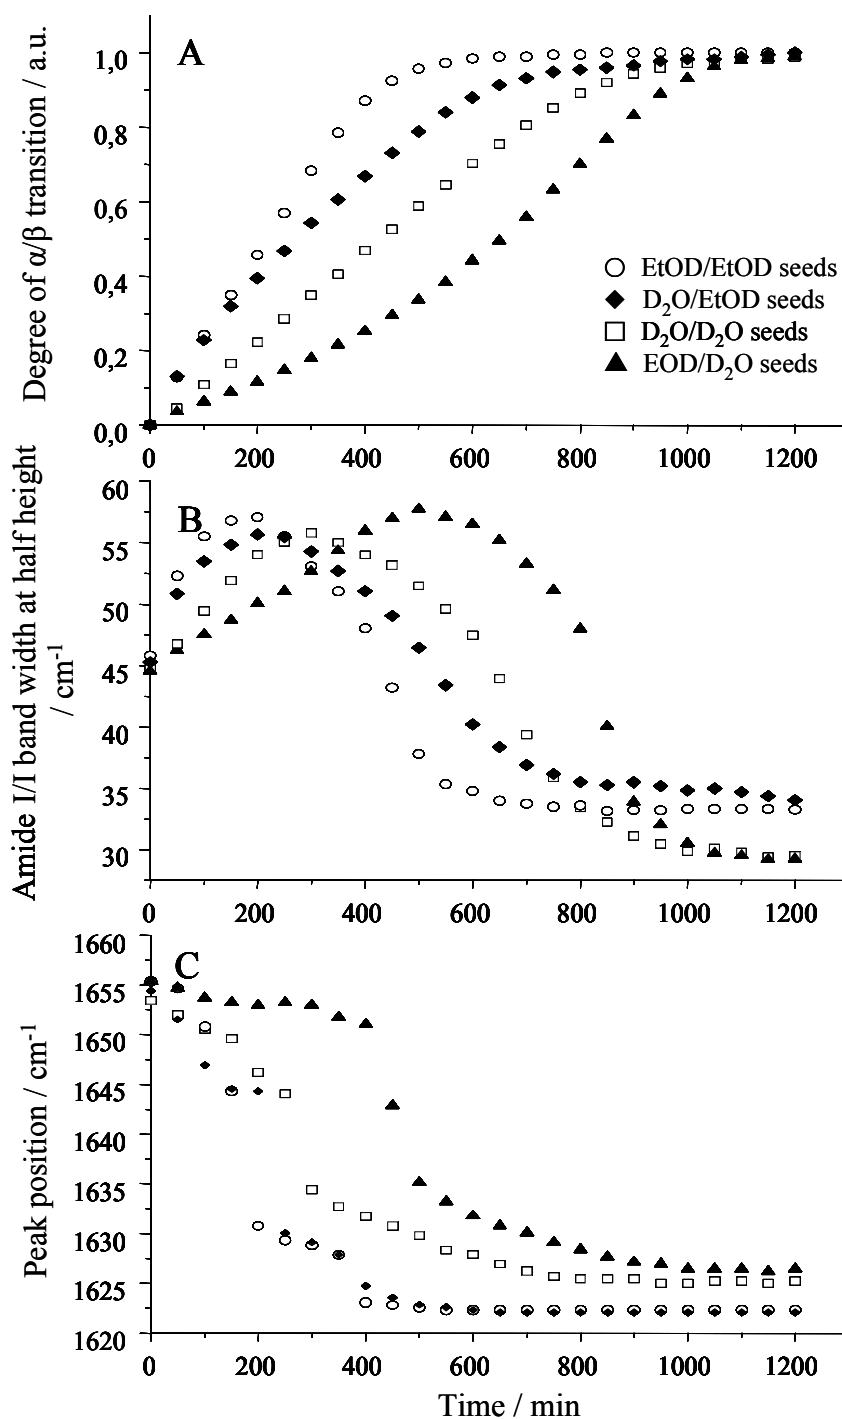 A
Degree of α/β transition / a.u.
1,0
0,8
0,6
0,4
0,2
0,0
EtOD/EtOD seeds
D₂O/EtOD seeds
D₂O/D₂O seeds
EOD/D₂O seeds
0 200 400 600 800 1000 1200
B
Amide I/I band width at half height
/ cm⁻¹
60
55
50
45
40
35
30
0 200 400 600 800 1000 1200
C
Peak position / cm⁻¹
1660
1655
1650
1645
1640
1635
1630
1625
1620
0 200 400 600 800 1000 1200
Time / min